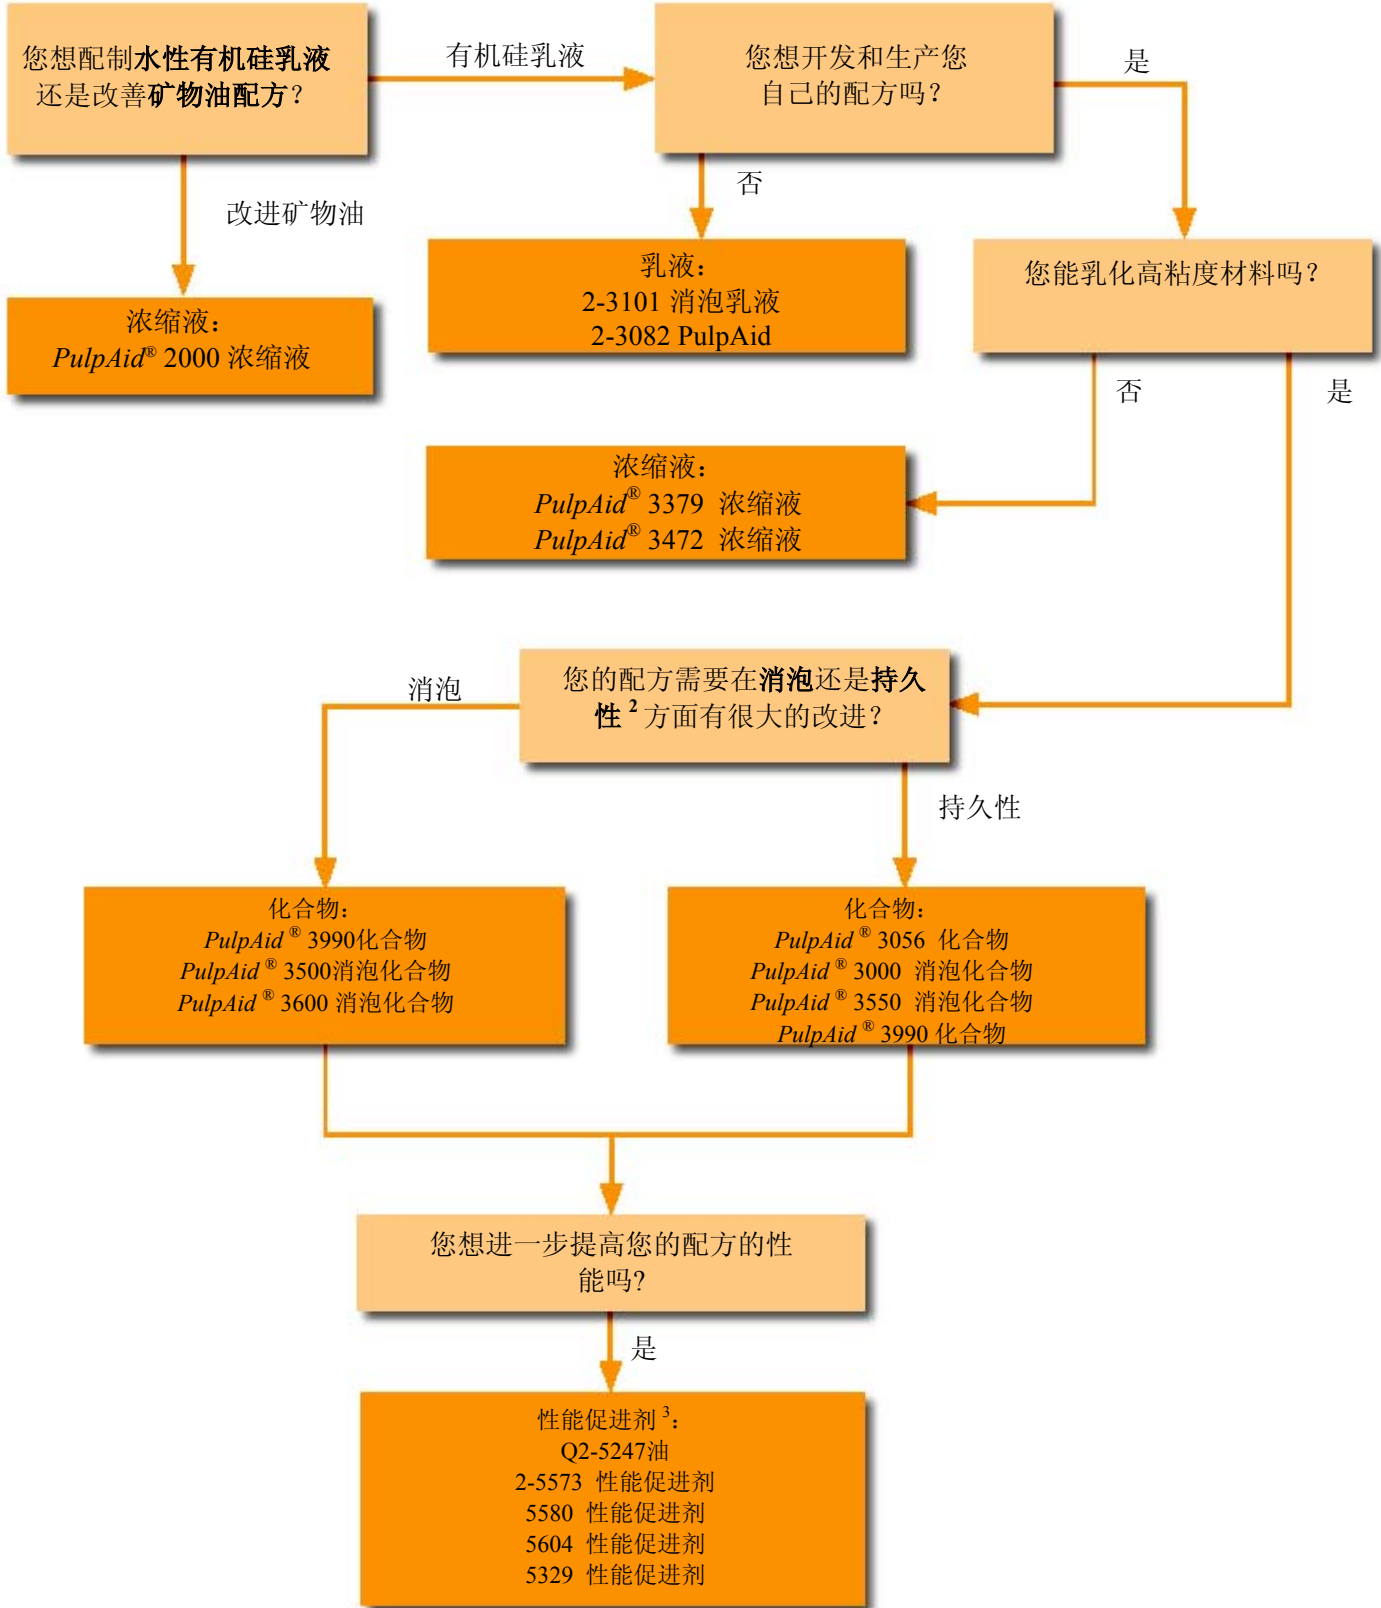 您想配制水性有机硅乳液
还是改善矿物油配方？
有机硅乳液
您想开发和生产您
自己的配方吗？
是
改进矿物油
否
浓缩液：
PulpAid® 2000 浓缩液
乳液：
2-3101 消泡乳液
2-3082 PulpAid
您能乳化高粘度材料吗？
否
是
浓缩液：
PulpAid® 3379 浓缩液
PulpAid® 3472 浓缩液
消泡
您的配方需要在消泡还是持久
性 2 方面有很大的改进？
持久性
化合物：
PulpAid ® 3990化合物
PulpAid ® 3500消泡化合物
PulpAid ® 3600 消泡化合物
化合物：
PulpAid ® 3056 化合物
PulpAid ® 3000 消泡化合物
PulpAid ® 3550 消泡化合物
PulpAid ® 3990 化合物
您想进一步提高您的配方的性
能吗?
是
性能促进剂 3：
Q2-5247油
2-5573 性能促进剂
5580 性能促进剂
5604 性能促进剂
5329 性能促进剂